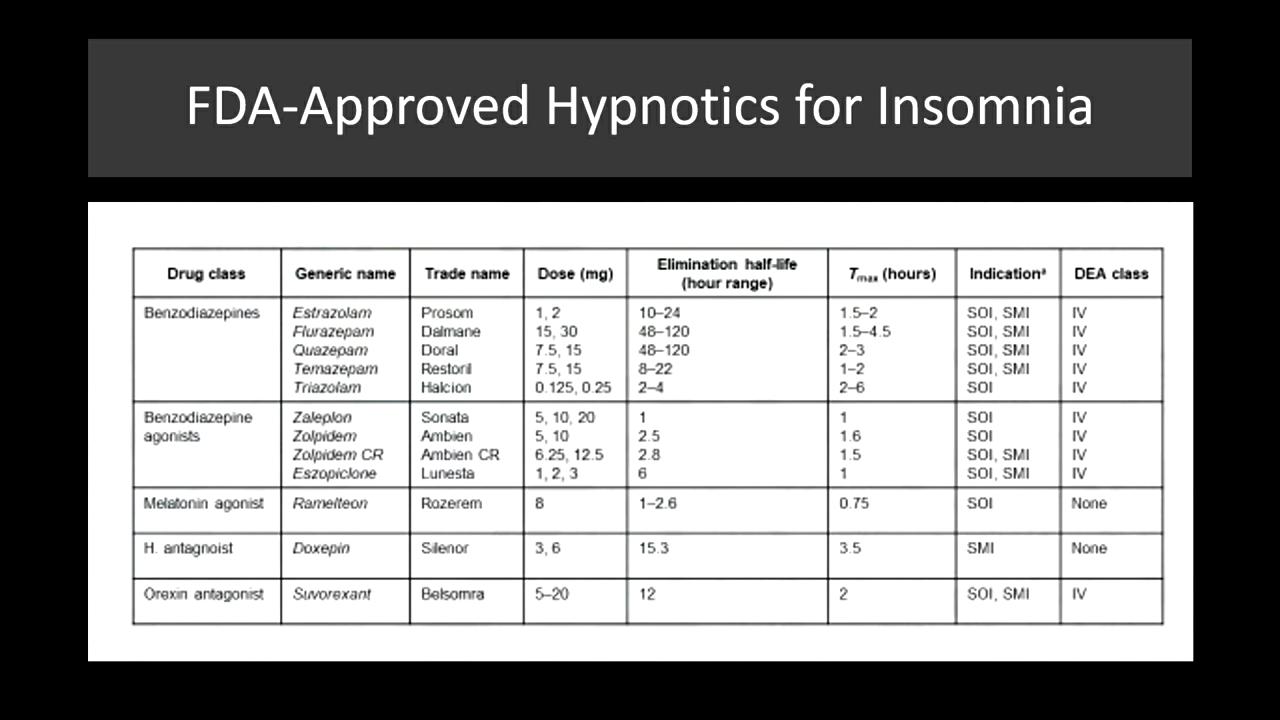 FDA-Approved Hypnotics for Insomnia
Drug class Generic name Trade name Dose (mg) Elimination half-life (hour range) Tmax (hours) Indicationᵃ DEA class
Benzodiazepines Estrazolam Prosom 1, 2 10–24 1.5–2 SOI, SMI IV
Flurazepam Dalmane 15, 30 48–120 1.5–4.5 SOI, SMI IV
Quazepam Doral 7.5, 15 48–120 2–3 SOI, SMI IV
Temazepam Restoril 7.5, 15 8–22 1–2 SOI, SMI IV
Triazolam Halcion 0.125, 0.25 2–4 2–6 SOI IV
Benzodiazepine Zaleplon Sonata 5, 10, 20 1 1 SOI IV
agonists Zolpidem Ambien 5, 10 2.5 1.6 SOI IV
Zolpidem CR Ambien CR 6.25, 12.5 2.8 1.5 SOI, SMI IV
Eszopiclone Lunesta 1, 2, 3 6 1 SOI, SMI IV
Melatonin agonist Ramelteon Rozerem 8 1–2.6 0.75 SOI None
H. antagnoist Doxepin Silenor 3, 6 15.3 3.5 SMI None
Orexin antagonist Suvorexant Belsomra 5–20 12 2 SOI, SMI IV